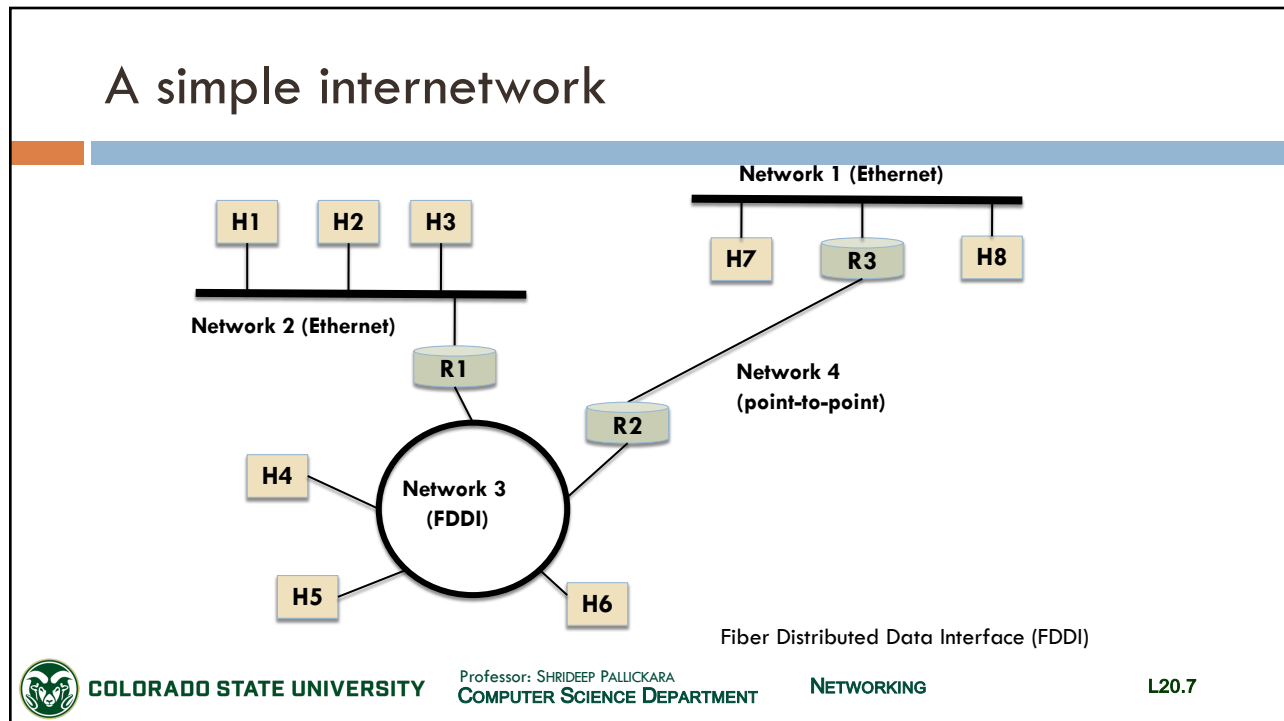 A simple internetwork
Network 1 (Ethernet)
H1 H2 H3
H7 R3 H8
Network 2 (Ethernet)
R1
Network 4
(point-to-point)
R2
H4
Network 3
(FDDI)
H5
H6
Fiber Distributed Data Interface (FDDI)
COLORADO STATE UNIVERSITY
Professor: SHRIDEEP PALLICKARA
COMPUTER SCIENCE DEPARTMENT
NETWORKING
L20.7